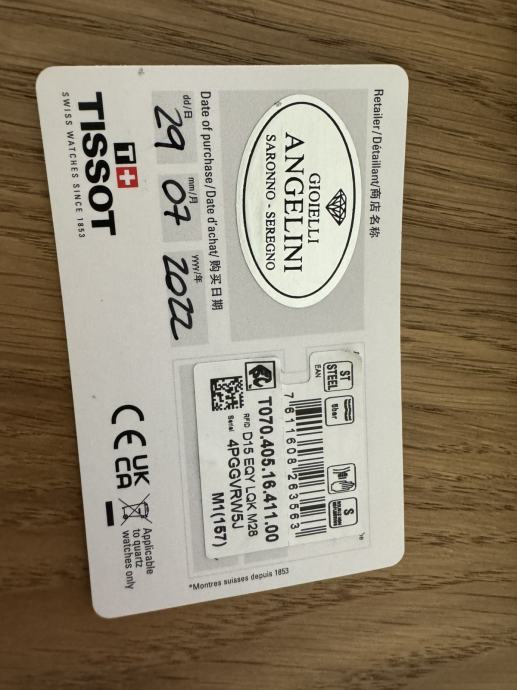 Retailer/Détaillant/商店名称
GIOIELLI
ANGELINI
SARONNO - SEREGNO
Date of purchase/Date d'achat/购买日期
dd/日 mm/月 yyyy/年
29 07 2022
TISSOT
SWISS WATCHES SINCE 1853
ST
STEEL
S
EAN
7611608263563
T070.405.16.411.00
RFID D15 EQY LQK M28
Serial 4PGGVRW5J
M1(157)
CE
UK
CA
Applicable
to quartz
watches only
*Montres suisses depuis 1853